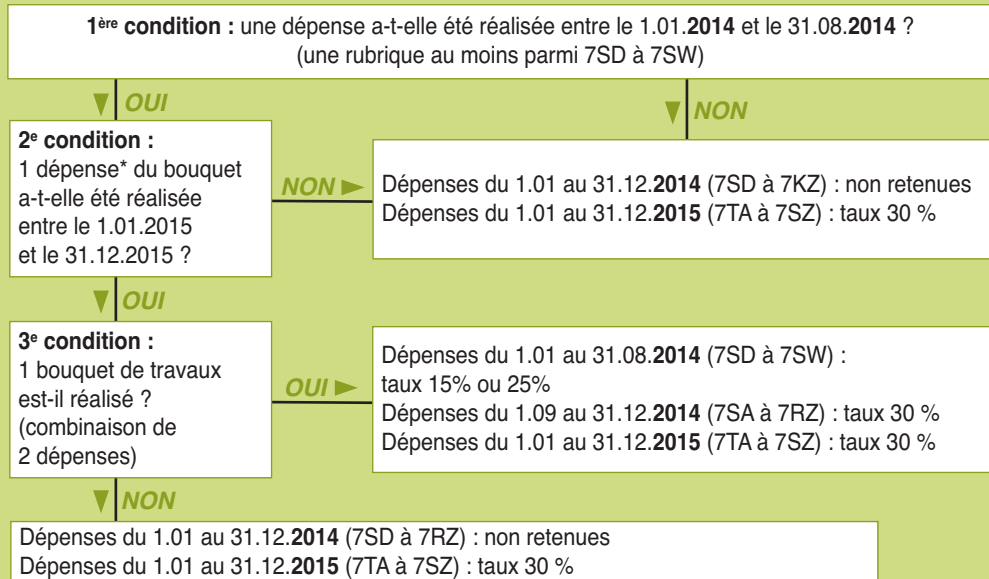 1ère condition : une dépense a-t-elle été réalisée entre le 1.01.2014 et le 31.08.2014 ?
(une rubrique au moins parmi 7SD à 7SW)
OUI
NON
2e condition :
1 dépense* du bouquet
a-t-elle été réalisée
entre le 1.01.2015
et le 31.12.2015 ?
NON
Dépenses du 1.01 au 31.12.2014 (7SD à 7KZ) : non retenues
Dépenses du 1.01 au 31.12.2015 (7TA à 7SZ) : taux 30 %
OUI
3e condition :
1 bouquet de travaux
est-il réalisé ?
(combinaison de
2 dépenses)
OUI
Dépenses du 1.01 au 31.08.2014 (7SD à 7SW) :
taux 15% ou 25%
Dépenses du 1.09 au 31.12.2014 (7SA à 7RZ) : taux 30 %
Dépenses du 1.01 au 31.12.2015 (7TA à 7SZ) : taux 30 %
NON
Dépenses du 1.01 au 31.12.2014 (7SD à 7RZ) : non retenues
Dépenses du 1.01 au 31.12.2015 (7TA à 7SZ) : taux 30 %